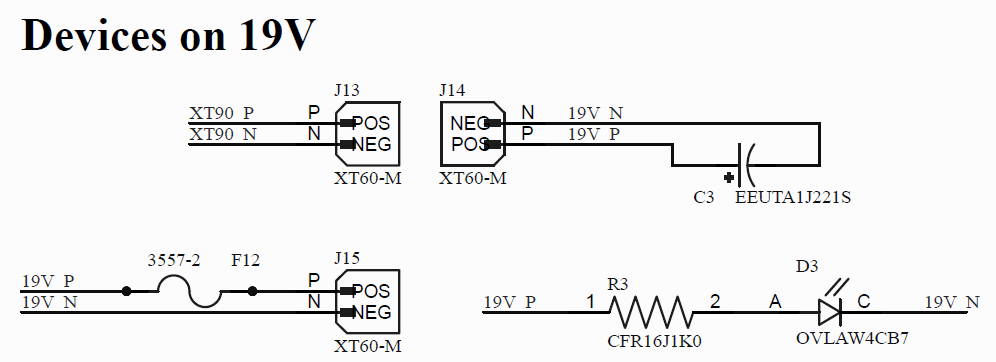 Devices on 19V
J13
J14
XT90 P
P
POS
NEG
N
19V N
XT90 N
N
NEG
POS
P
19V P
XT60-M
XT60-M
C3
EEUTA1J221S
3557-2
F12
J15
19V P
P
POS
19V N
N
NEG
XT60-M
D3
R3
19V P
1
2
A
C
19V N
CFR16J1K0
OVLAW4CB7